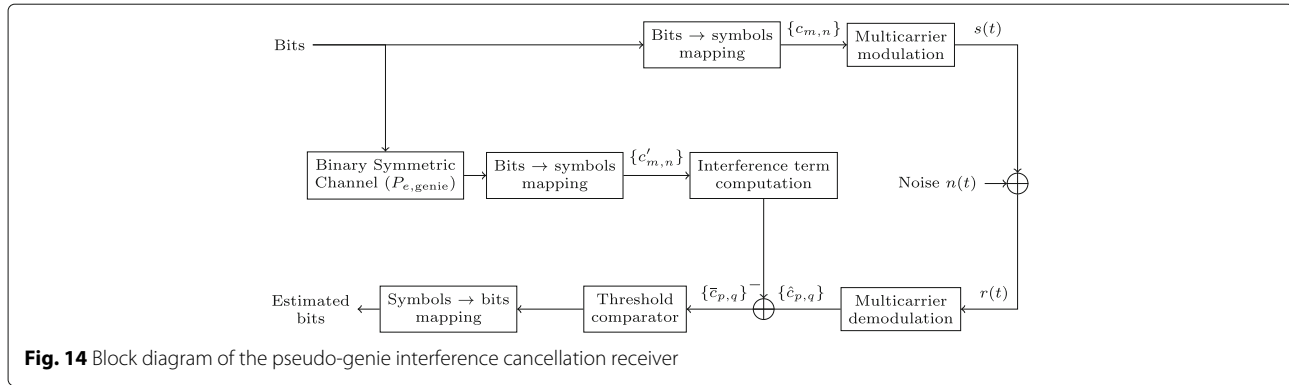 Bits
Bits → symbols
mapping
{c_{m,n}}
Multicarrier
modulation
s(t)
Binary Symmetric
Channel (P_{e,genie})
Bits → symbols
mapping
{c'_{m,n}}
Interference term
computation
Noise n(t)
Estimated
bits
Symbols → bits
mapping
Threshold
comparator
{c̄_{p,q}}
−
{ĉ_{p,q}}
Multicarrier
demodulation
r(t)
Fig. 14 Block diagram of the pseudo-genie interference cancellation receiver